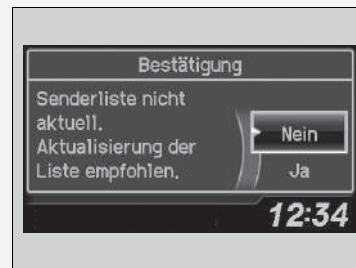 Bestätigung
Senderliste nicht
aktuell.
Aktualisierung der
Liste empfohlen.
Nein
Ja
12:34